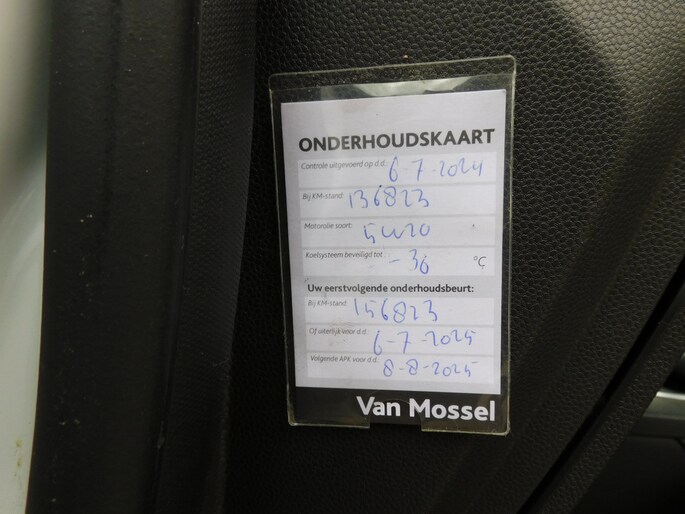 ONDERHOUDSKAART
Controle uitgevoerd op d.d.: 6-7-2024
Bij KM-stand: 136823
Motorolie soort: 5W20
Koelsysteem beveiligd tot: -36 °C
Uw eerstvolgende onderhoudsbeurt:
Bij KM-stand: 156823
Of uiterlijk voor d.d.: 6-7-2025
Volgende APK voor d.d.: 8-8-2025
Van Mossel